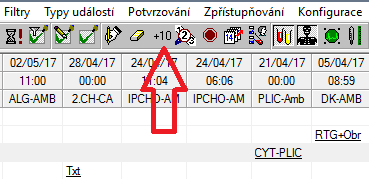 Filtry Typy událostí Potvrzování Zpřístupňování Konfigurace
+10
02/05/17 28/04/17 24/04/17 24/04/17 21/04/17 05/04/17
11:00 00:00 06:06 00:00 08:59
ALG-AMB 2.CH-CA IPCHO-AM IPCHO-AM PLIC-Amb DK-AMB
RTG+Obr
CYT-PLIC
Txt